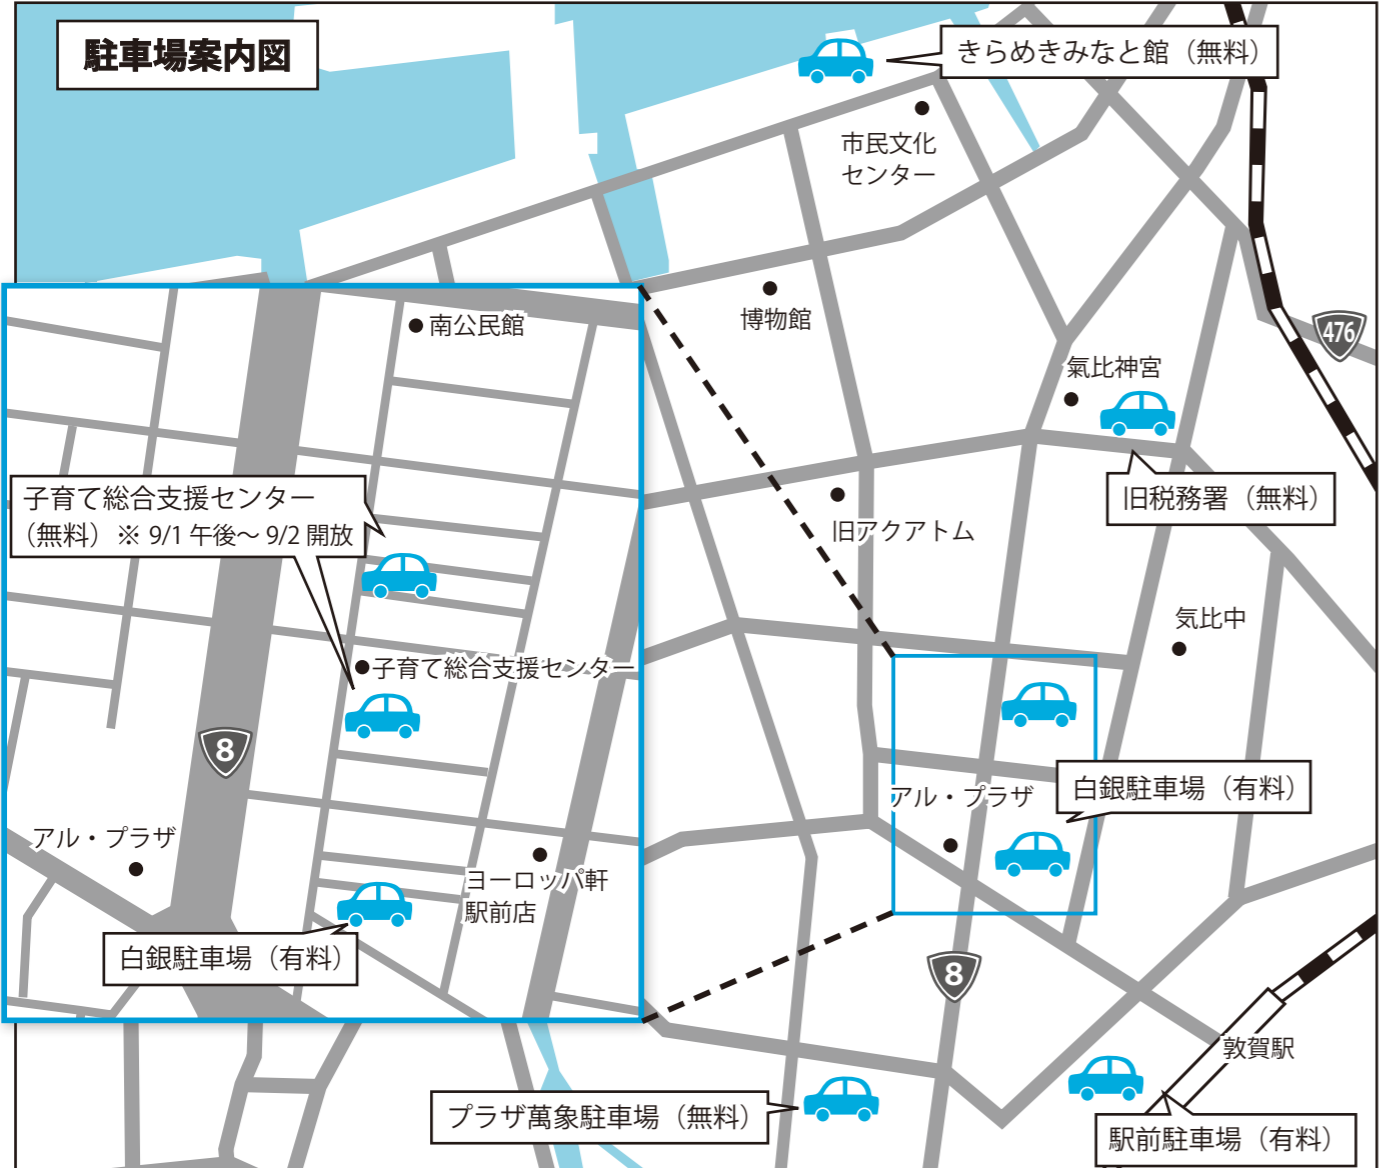 駐車場案内図
きらめきみなと館（無料）
市民文化
センター
博物館
476
氣比神宮
旧税務署（無料）
旧アクアトム
気比中
南公民館
子育て総合支援センター
（無料）※ 9/1 午後～ 9/2 開放
子育て総合支援センター
8
アル・プラザ
ヨーロッパ軒
駅前店
白銀駐車場（有料）
アル・プラザ
白銀駐車場（有料）
8
敦賀駅
プラザ萬象駐車場（無料）
駅前駐車場（有料）